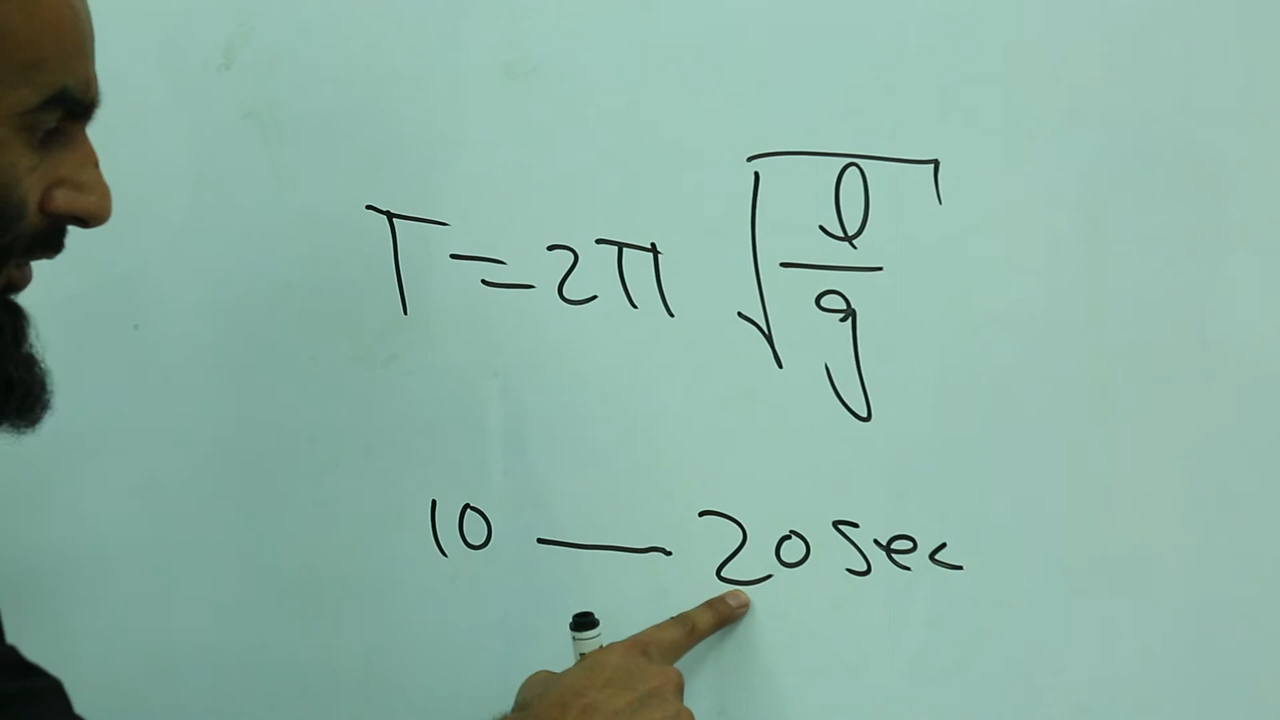 T = 2π √(l/g)
10 — 20 sec